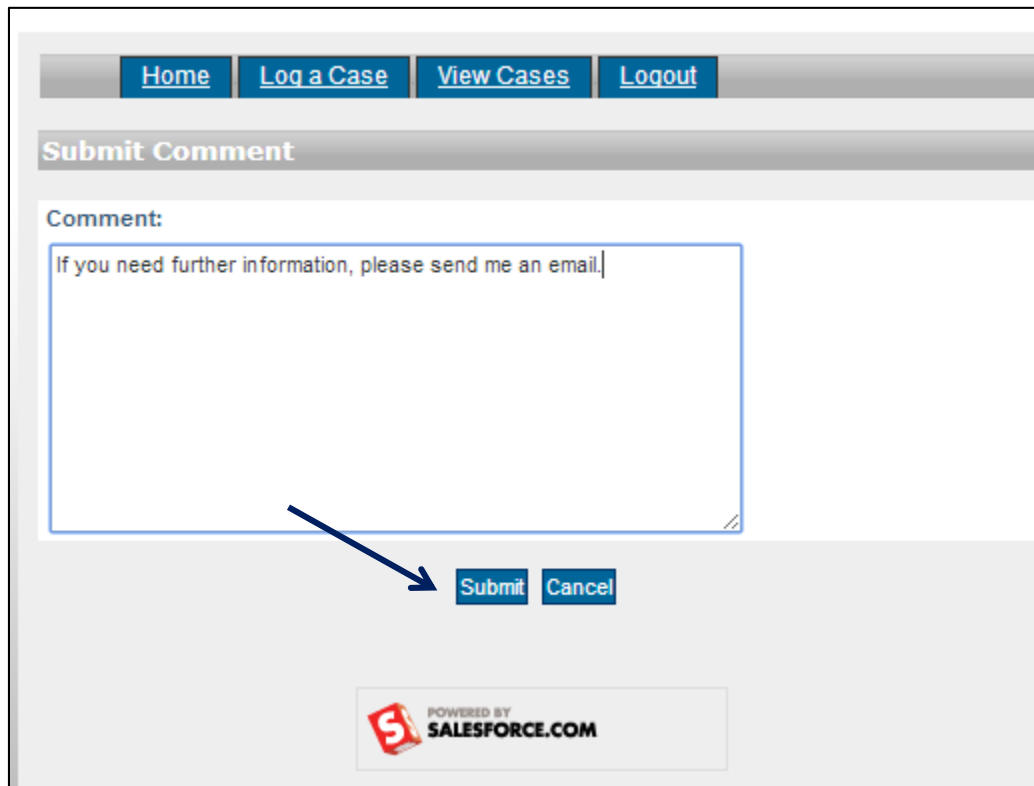 Home Log a Case View Cases Logout
Submit Comment
Comment:
If you need further information, please send me an email.
Submit Cancel
POWERED BY
SALESFORCE.COM